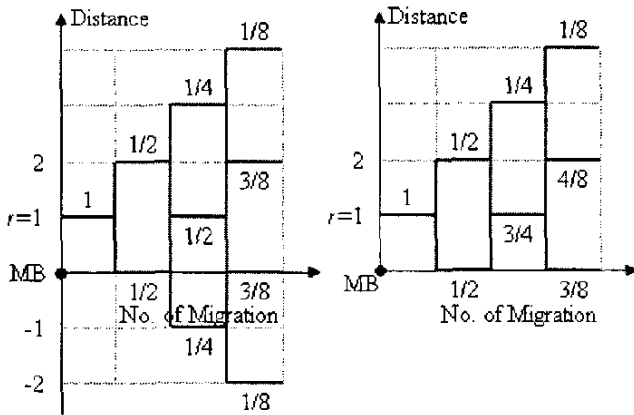 Distance
1/8
1/4
1/2
2
3/8
1
r=1
1/2
MB
1/2
3/8
No. of Migration
-1
1/4
-2
1/8
Distance
1/8
1/4
1/2
2
4/8
1
r=1
3/4
MB
1/2
3/8
No. of Migration